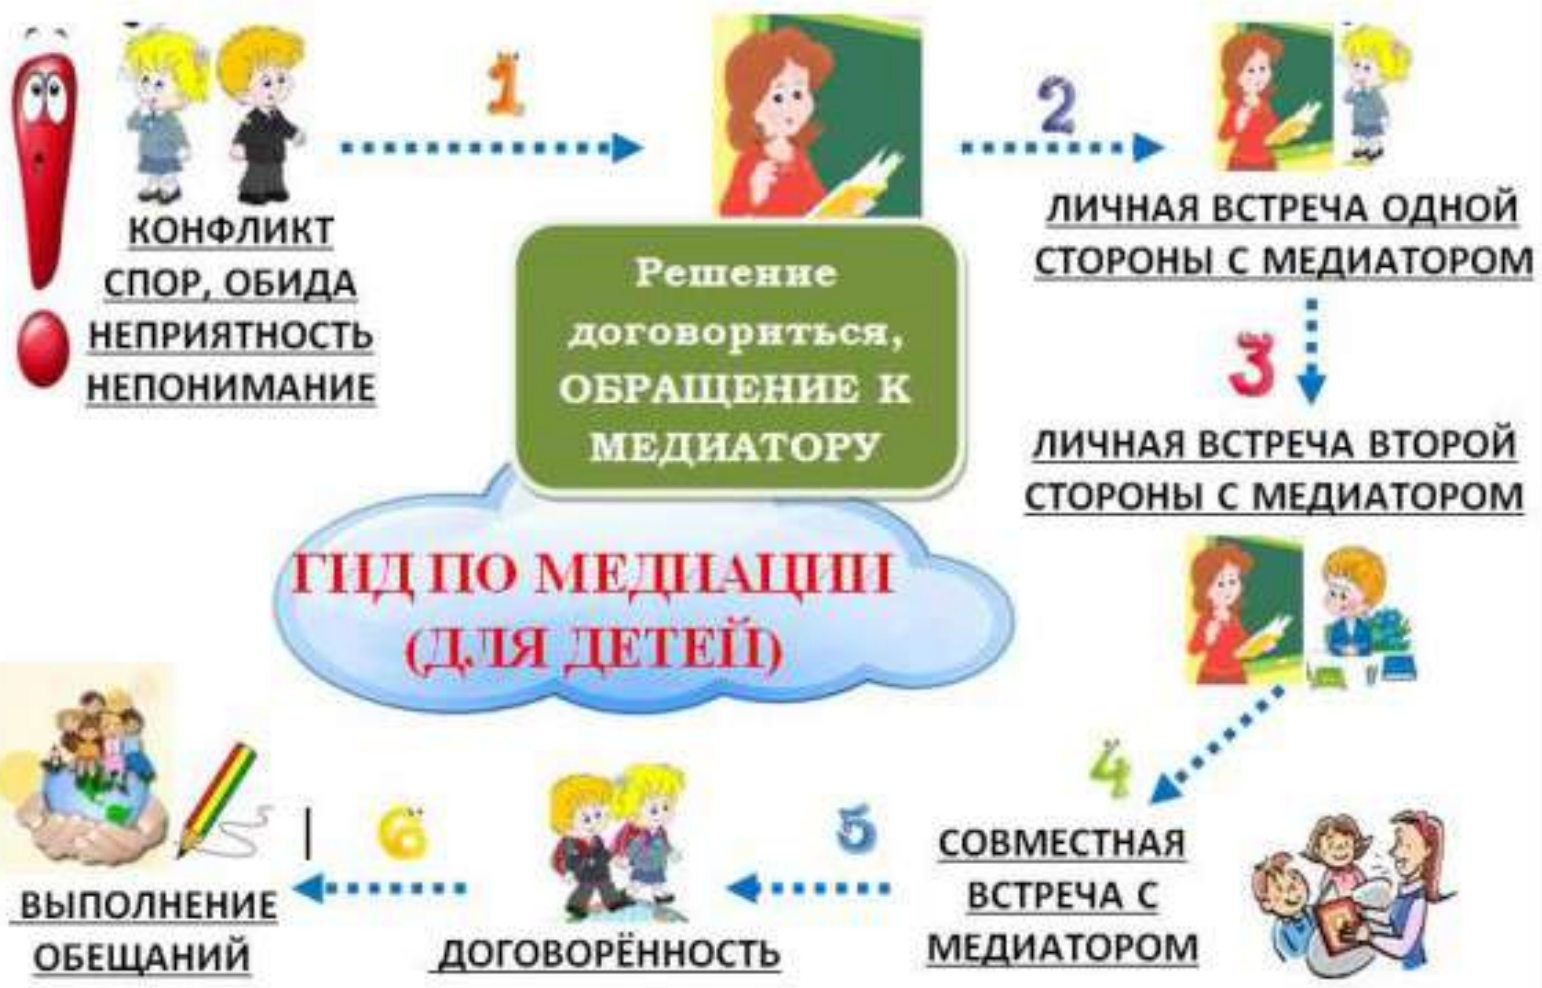 1
2
КОНФЛИКТ
СПОР, ОБИДА
НЕПРИЯТНОСТЬ
НЕПОНИМАНИЕ
Решение
договориться,
ОБРАЩЕНИЕ К
МЕДИАТОРУ
ЛИЧНАЯ ВСТРЕЧА ОДНОЙ
СТОРОНЫ С МЕДИАТОРОМ
3
ЛИЧНАЯ ВСТРЕЧА ВТОРОЙ
СТОРОНЫ С МЕДИАТОРОМ
ГИД ПО МЕДИАЦИИ
(ДЛЯ ДЕТЕЙ)
4
СОВМЕСТНАЯ
ВСТРЕЧА С
МЕДИАТОРОМ
5
ДОГОВОРЁННОСТЬ
6
ВЫПОЛНЕНИЕ
ОБЕЩАНИЙ